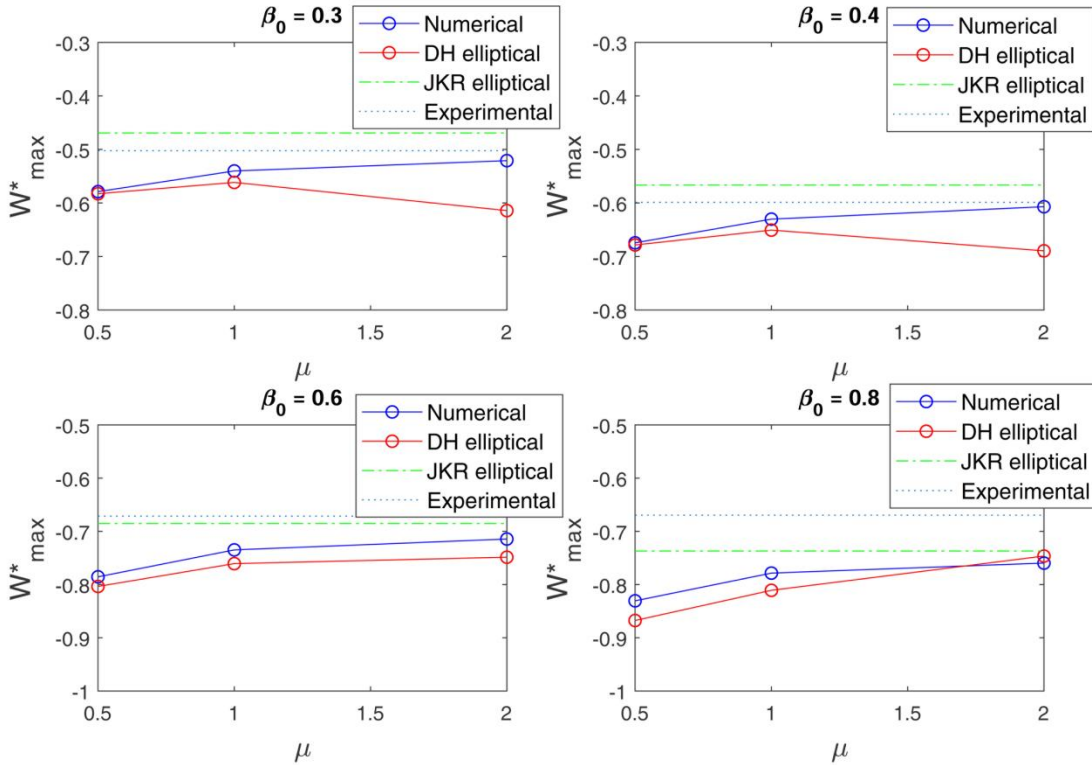 β0 = 0.3
Numerical
DH elliptical
JKR elliptical
Experimental
-0.3
-0.4
-0.5
-0.6
-0.7
-0.8
W*max
0.5 1 1.5 2
μ
β0 = 0.4
Numerical
DH elliptical
JKR elliptical
Experimental
-0.3
-0.4
-0.5
-0.6
-0.7
-0.8
W*max
0.5 1 1.5 2
μ
β0 = 0.6
Numerical
DH elliptical
JKR elliptical
Experimental
-0.5
-0.6
-0.7
-0.8
-0.9
-1
W*max
0.5 1 1.5 2
μ
β0 = 0.8
Numerical
DH elliptical
JKR elliptical
Experimental
-0.5
-0.6
-0.7
-0.8
-0.9
-1
W*max
0.5 1 1.5 2
μ